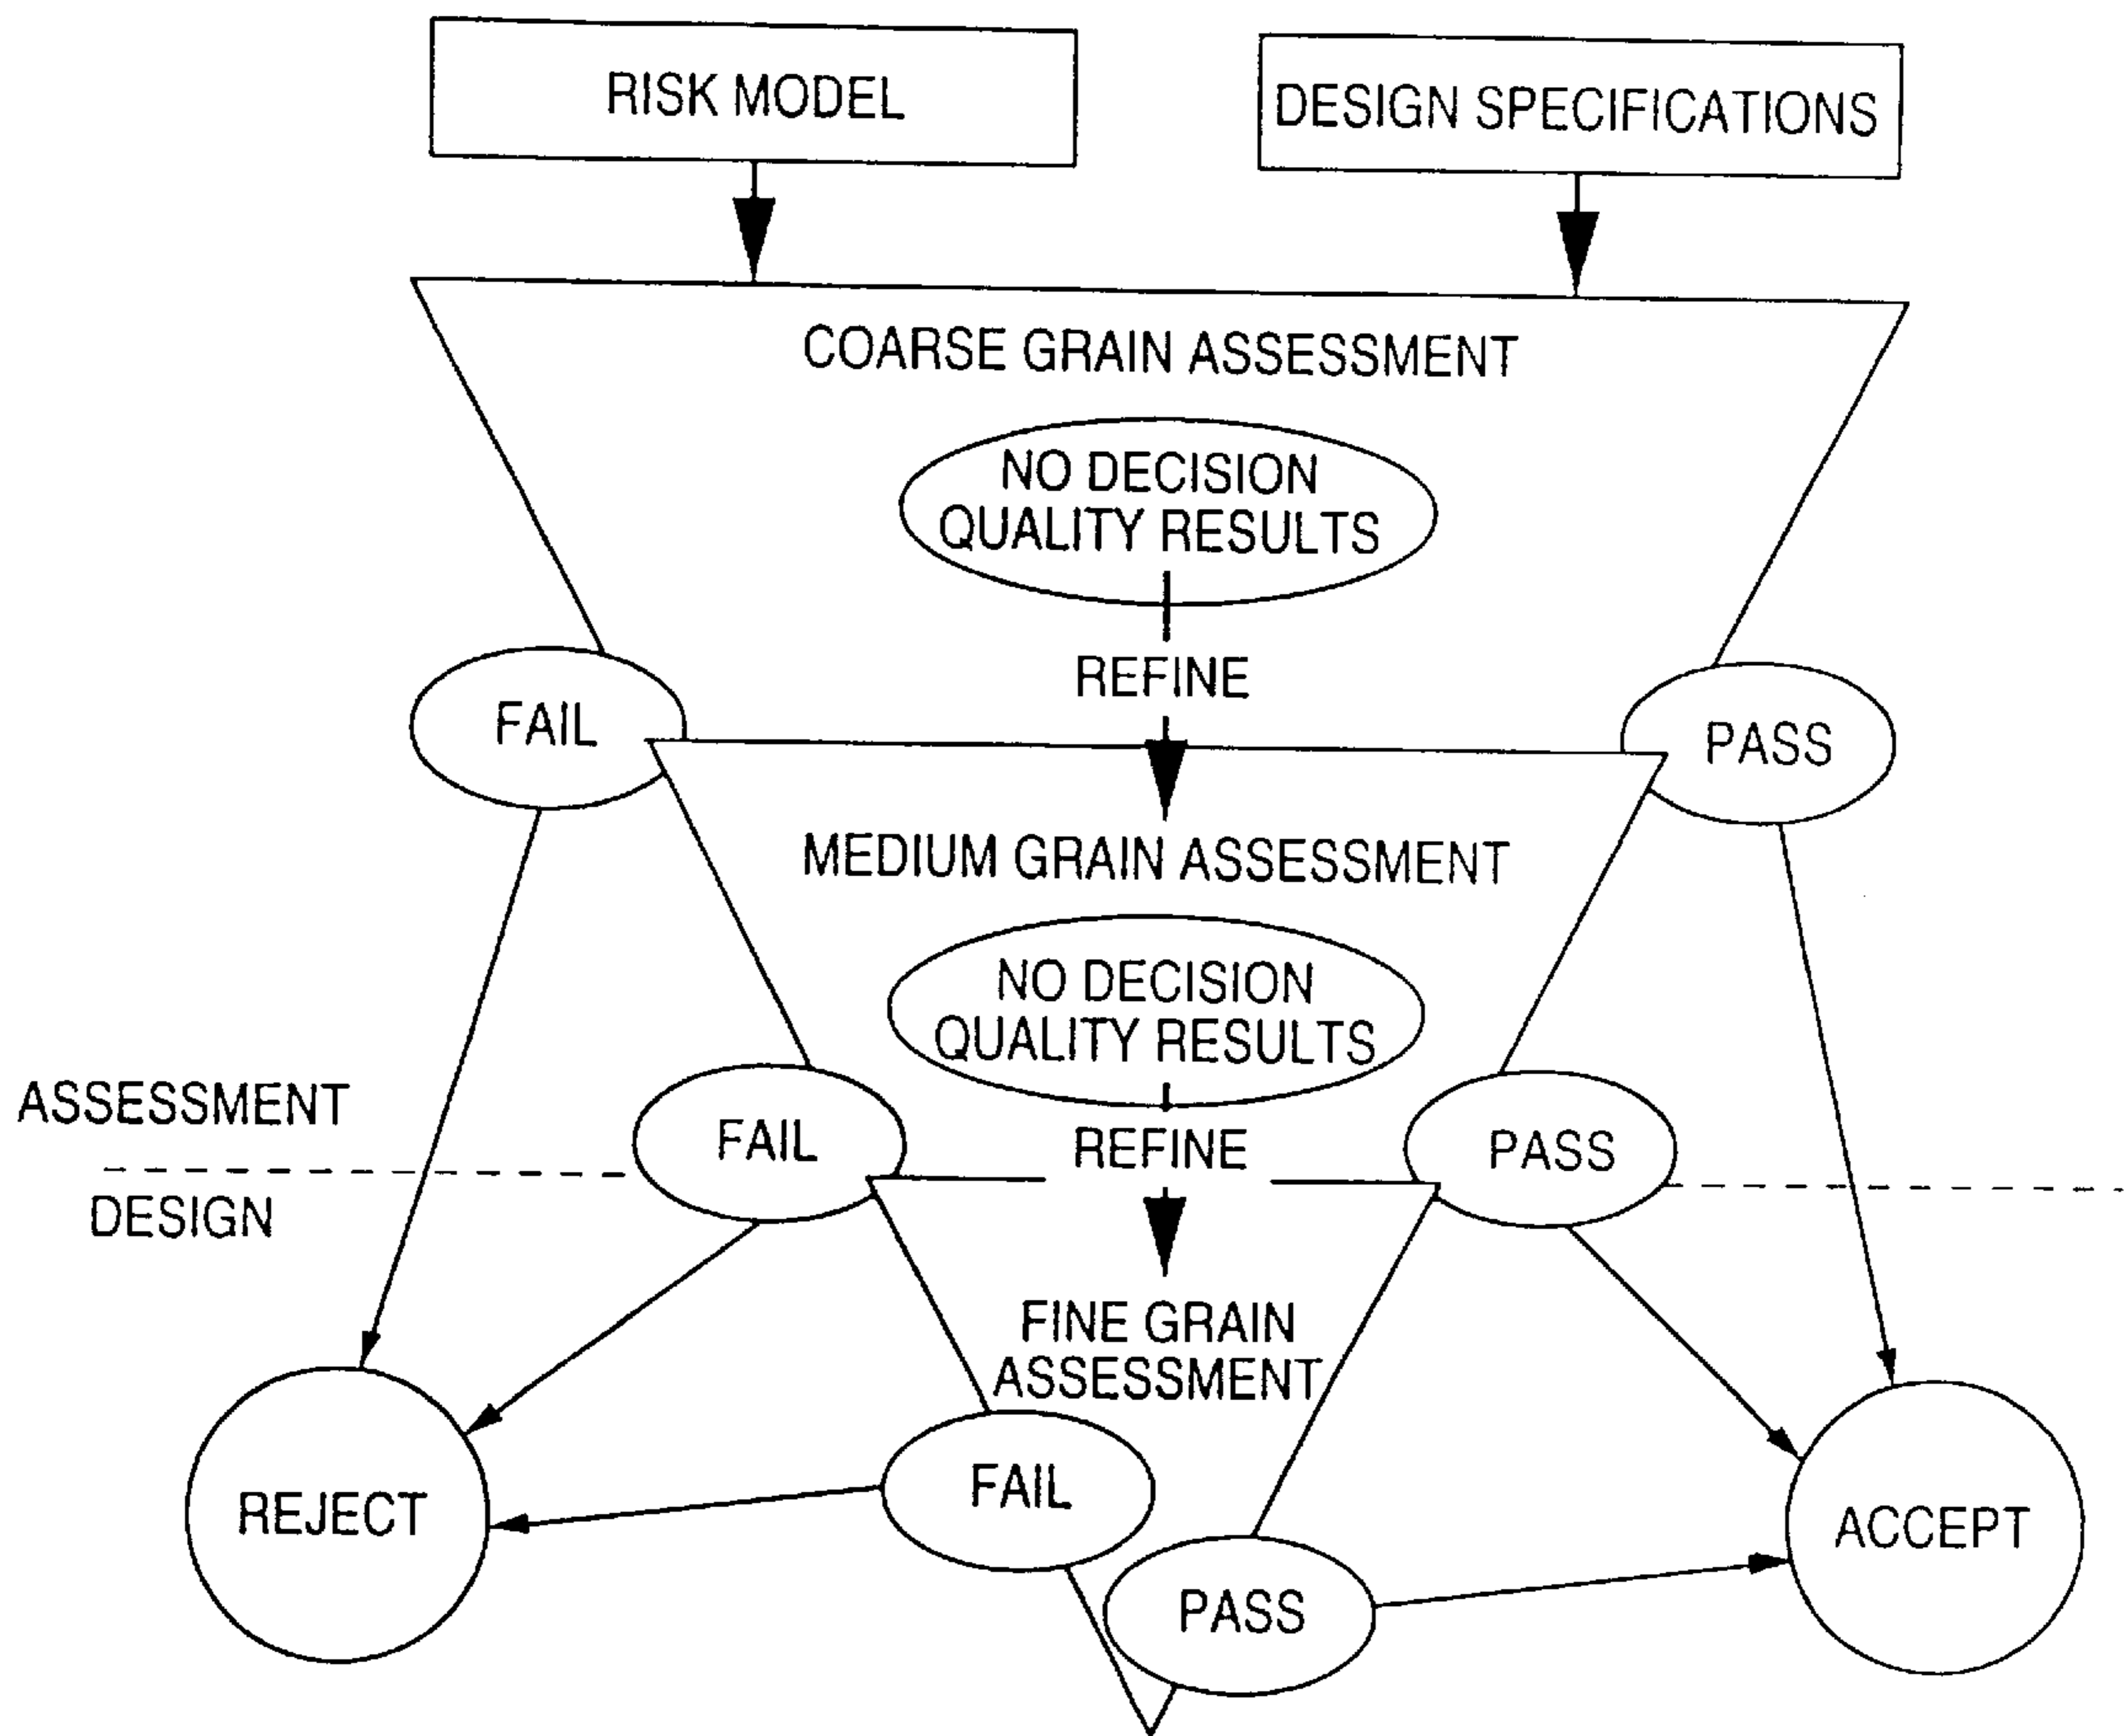 RISK MODEL
DESIGN SPECIFICATIONS
COARSE GRAIN ASSESSMENT
NO DECISION
QUALITY RESULTS
REFINE
FAIL
PASS
MEDIUM GRAIN ASSESSMENT
NO DECISION
QUALITY RESULTS
ASSESSMENT
FAIL
REFINE
PASS
DESIGN
FINE GRAIN
ASSESSMENT
FAIL
REJECT
ACCEPT
PASS